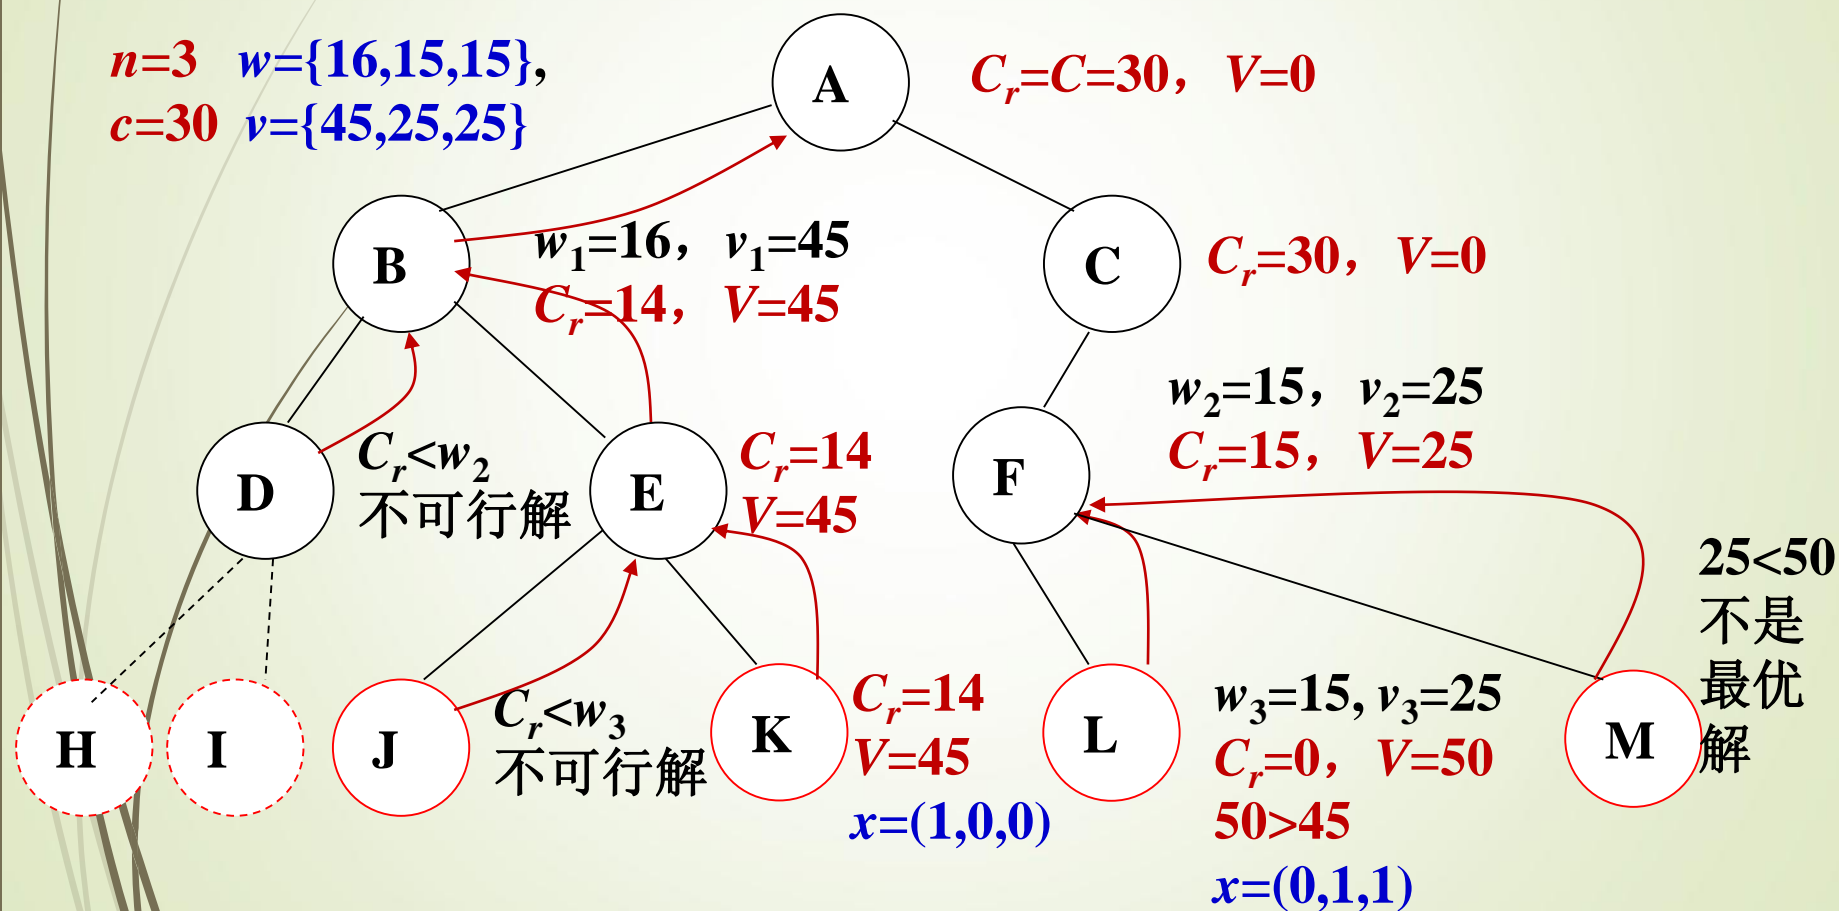 n=3 w={16,15,15},
c=30 v={45,25,25}
A
Cr=C=30，V=0
B
w1=16，v1=45
Cr=14，V=45
C
Cr=30，V=0
D
Cr<w2
不可行解
E
Cr=14
V=45
F
w2=15，v2=25
Cr=15，V=25
H
I
J
Cr<w3
不可行解
K
Cr=14
V=45
x=(1,0,0)
L
w3=15, v3=25
Cr=0，V=50
50>45
x=(0,1,1)
M
25<50
不是
最优
解